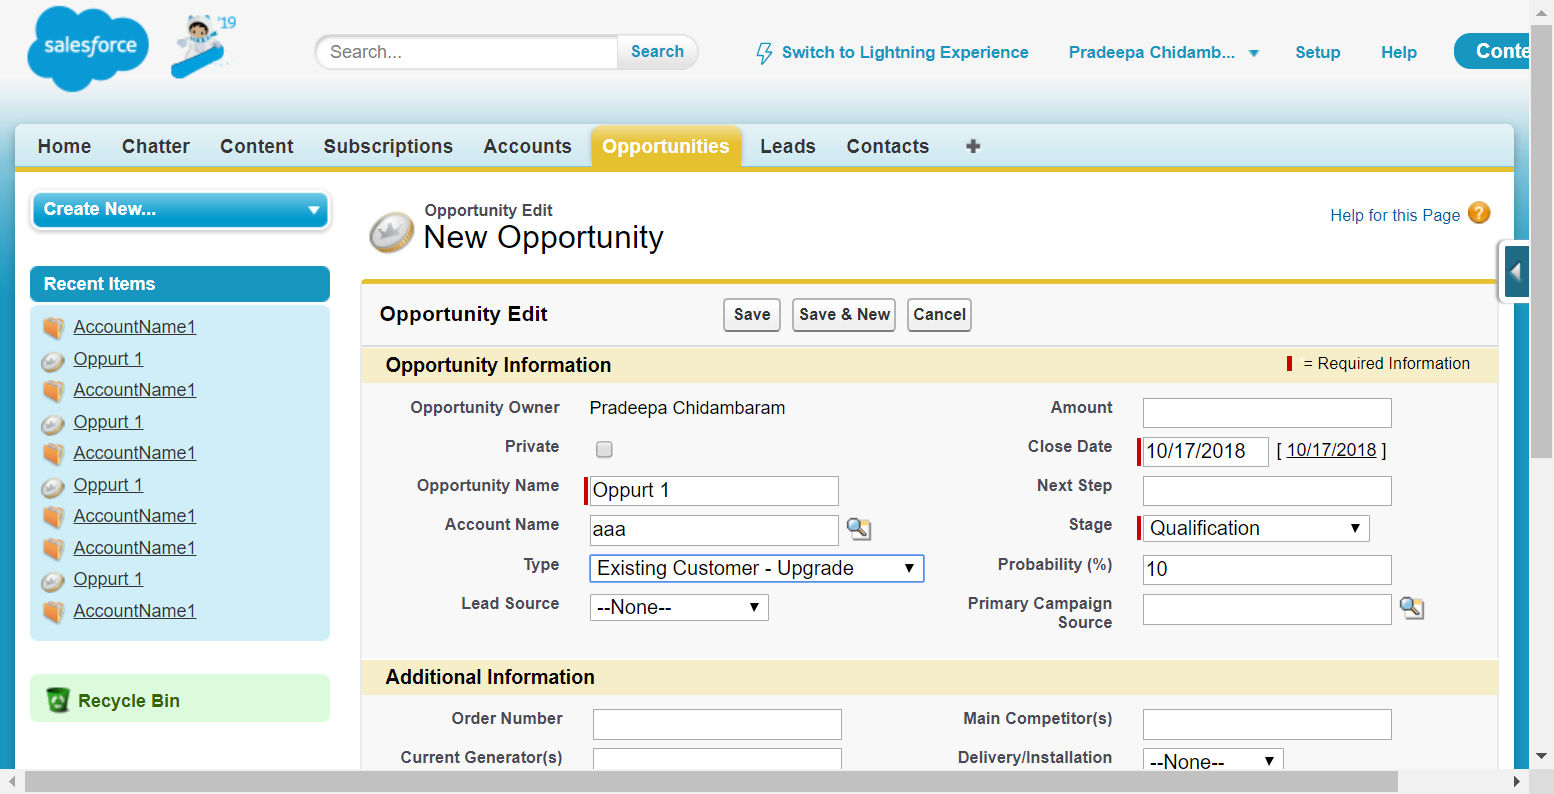 salesforce
'19
Search...
Search
Switch to Lightning Experience
Pradeepa Chidamb...
Setup
Help
Conte
Home
Chatter
Content
Subscriptions
Accounts
Opportunities
Leads
Contacts
Create New...
Recent Items
AccountName1
Oppurt 1
AccountName1
Oppurt 1
AccountName1
Oppurt 1
AccountName1
AccountName1
Oppurt 1
AccountName1
Recycle Bin
Opportunity Edit
New Opportunity
Help for this Page
?
Opportunity Edit
Save
Save & New
Cancel
Opportunity Information
= Required Information
Opportunity Owner
Pradeepa Chidambaram
Amount
Private
Close Date
10/17/2018
[ 10/17/2018 ]
Opportunity Name
Oppurt 1
Next Step
Account Name
aaa
Stage
Qualification
Type
Existing Customer - Upgrade
Probability (%)
10
Lead Source
--None--
Primary Campaign
Source
Additional Information
Order Number
Main Competitor(s)
Current Generator(s)
Delivery/Installation
--None--